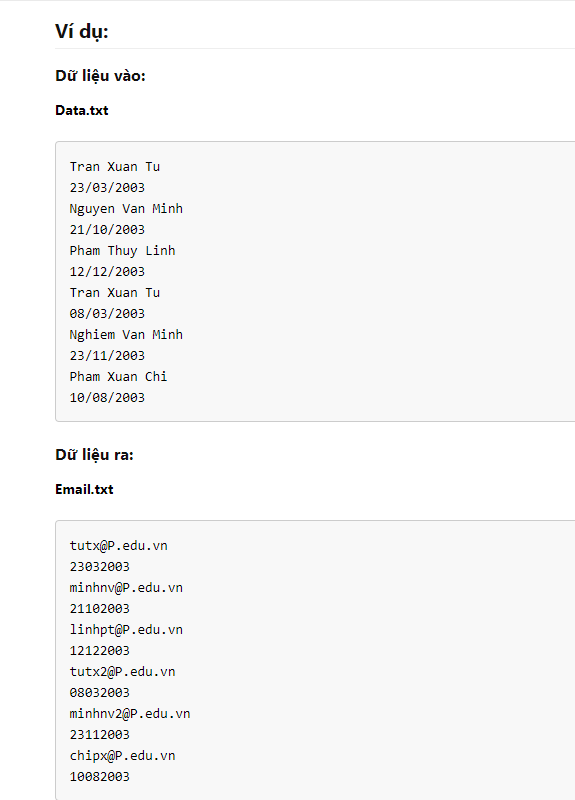 Ví dụ:
Dữ liệu vào:
Data.txt
Tran Xuan Tu
23/03/2003
Nguyen Van Minh
21/10/2003
Pham Thuy Linh
12/12/2003
Tran Xuan Tu
08/03/2003
Nghiem Van Minh
23/11/2003
Pham Xuan Chi
10/08/2003
Dữ liệu ra:
Email.txt
tutx@P.edu.vn
23032003
minhnv@P.edu.vn
21102003
linhpt@P.edu.vn
12122003
tutx2@P.edu.vn
08032003
minhnv2@P.edu.vn
23112003
chipx@P.edu.vn
10082003